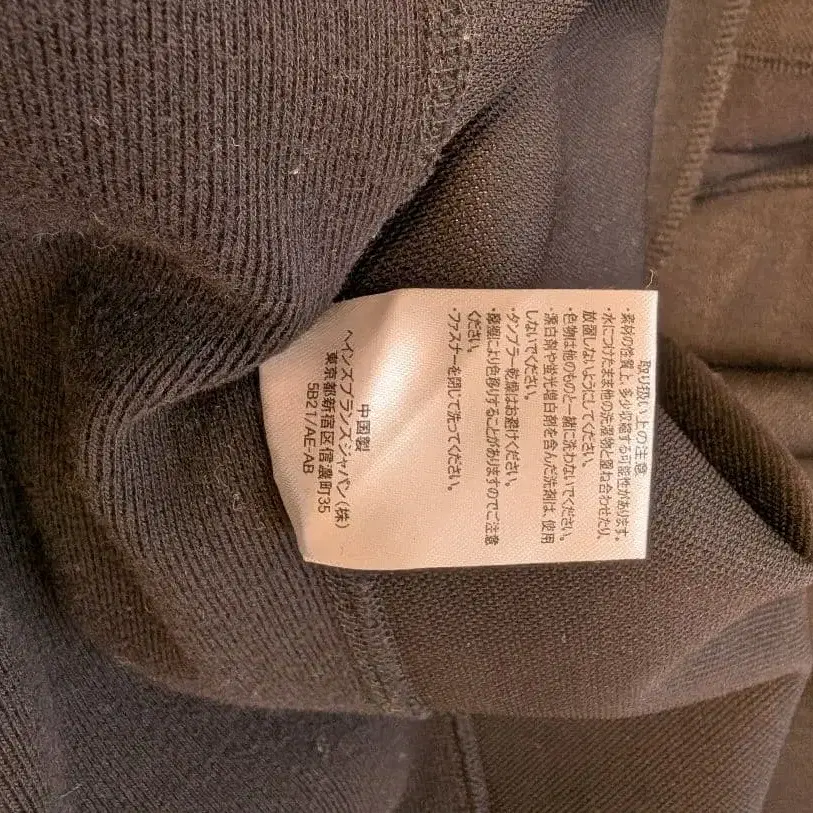 取り扱い上の注意
・素材の性質上、多少収縮する可能性があります。
・水につけたまま他の洗濯物と重ね合わせたり、
放置しないようにしてください。
・色物は他のものと一緒に洗わないでください。
・漂白剤や蛍光増白剤を含んだ洗剤は、使用
しないでください。
・タンブラー乾燥はお避けください。
・摩擦により色移りすることがありますのでご注意
ください。
・ファスナーを閉じて洗ってください。
中国製
ヘインズブランズジャパン(株)
東京都新宿区信濃町35
5B21/AE-AB